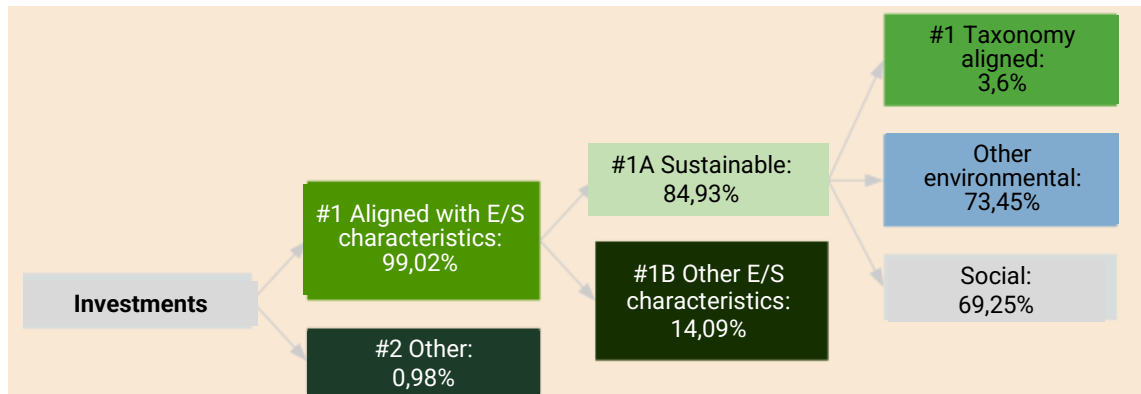 Investments
#1 Aligned with E/S
characteristics:
99,02%
#2 Other:
0,98%
#1A Sustainable:
84,93%
#1B Other E/S
characteristics:
14,09%
#1 Taxonomy
aligned:
3,6%
Other
environmental:
73,45%
Social:
69,25%